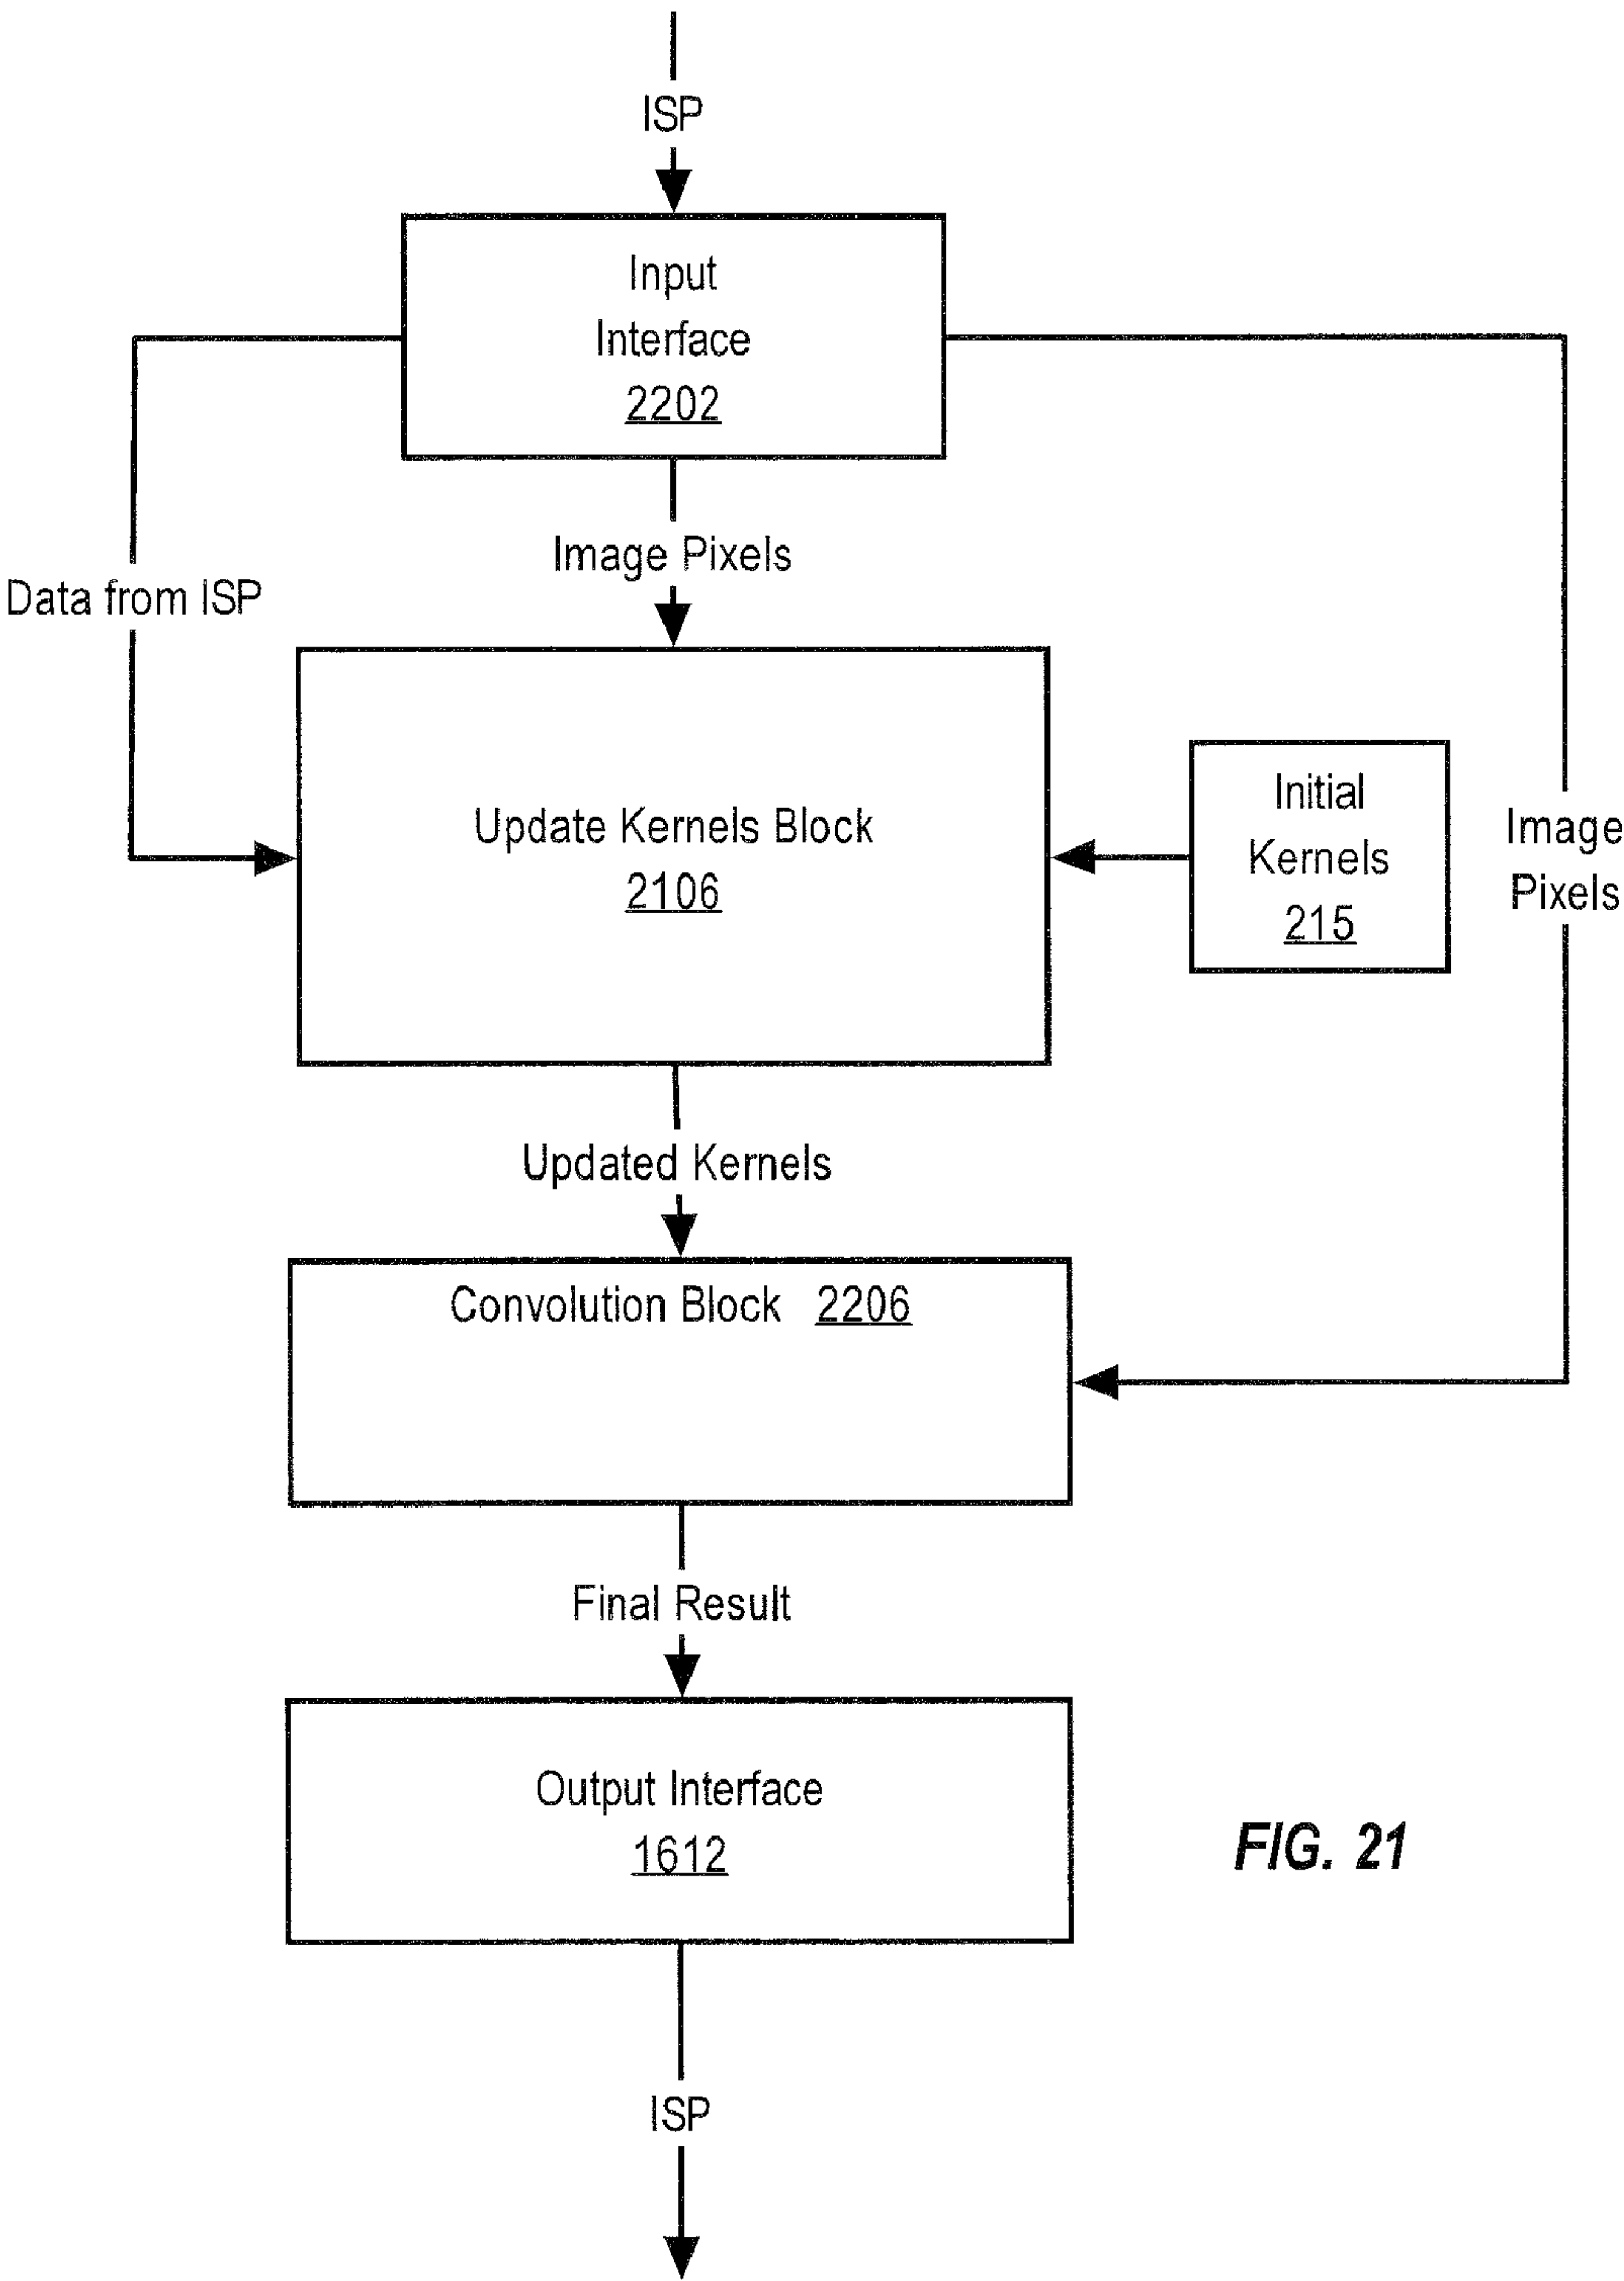 ISP
Input
Interface
2202
Image Pixels
Data from ISP
Update Kernels Block
2106
Initial
Kernels
215
Image
Pixels
Updated Kernels
Convolution Block 2206
Final Result
Output Interface
1612
FIG. 21
ISP